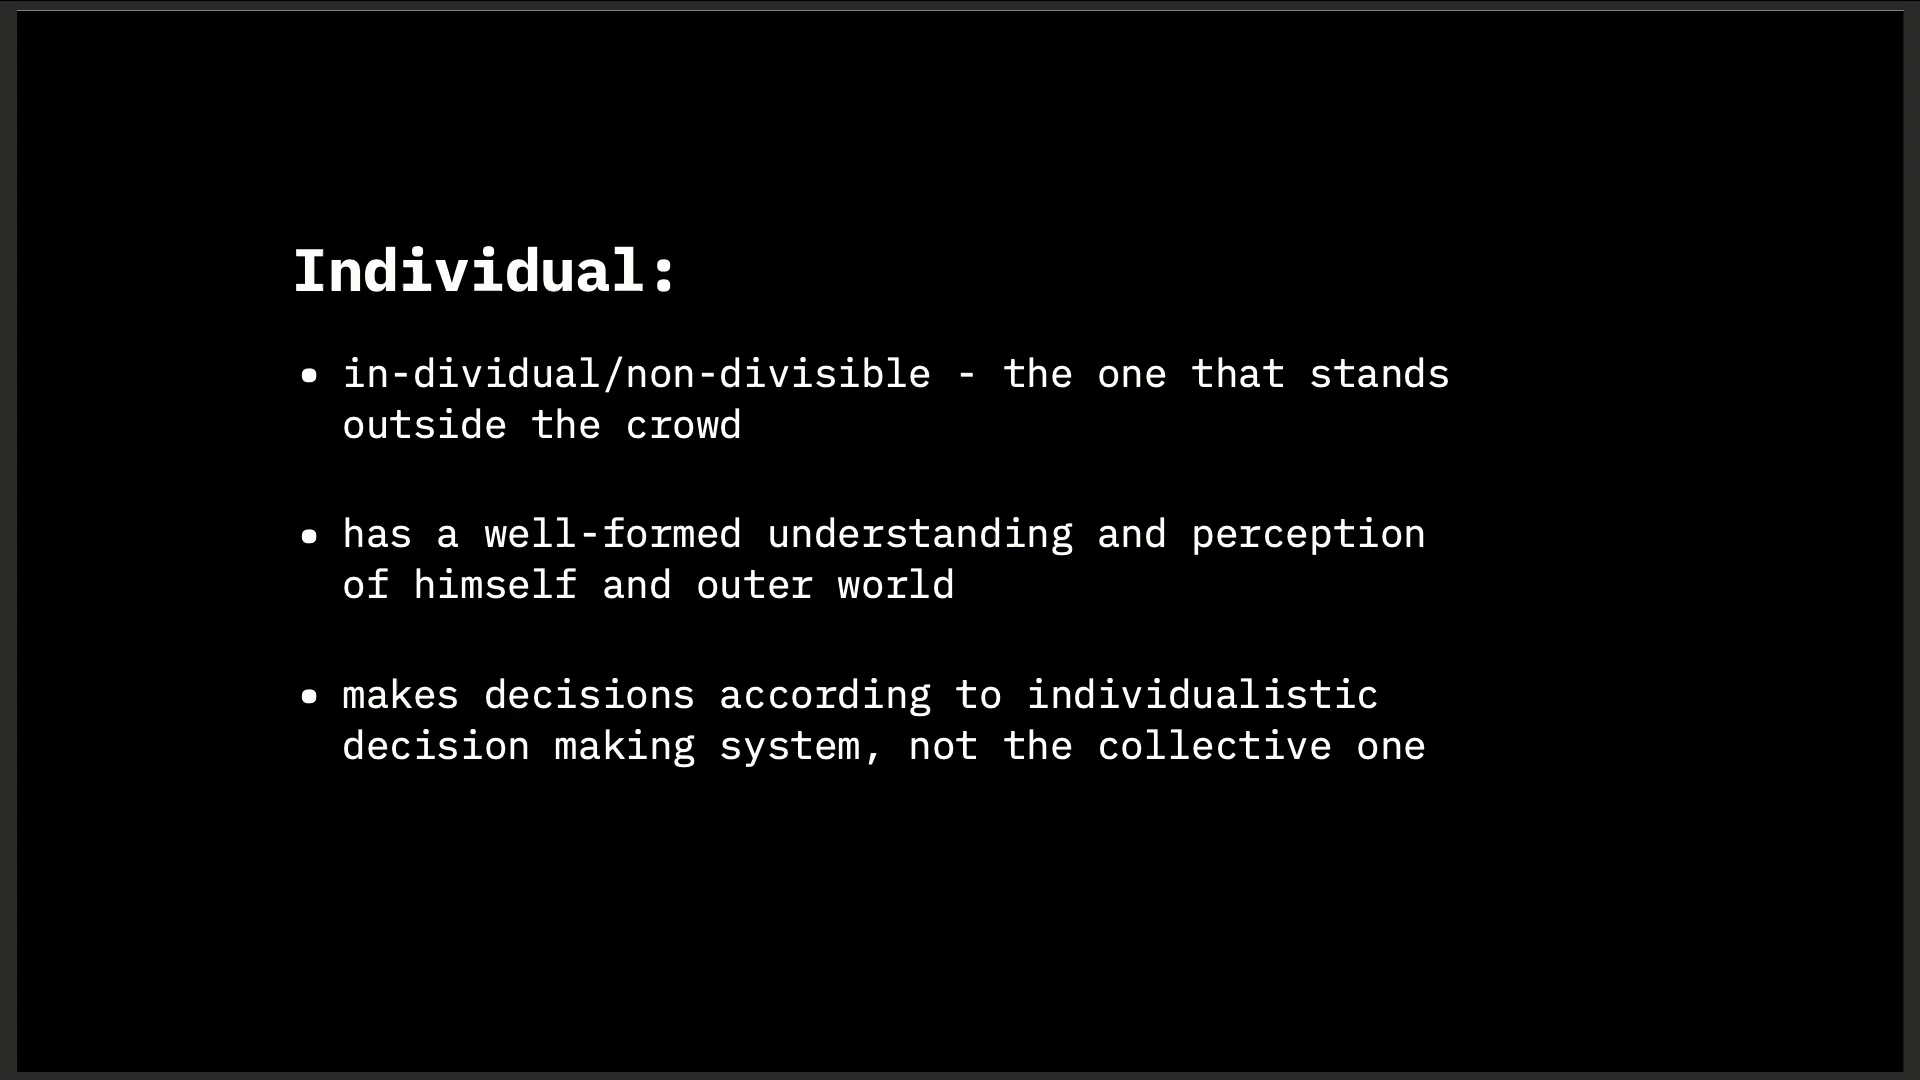 Individual:
• in-dividual/non-divisible - the one that stands
outside the crowd
• has a well-formed understanding and perception
of himself and outer world
• makes decisions according to individualistic
decision making system, not the collective one